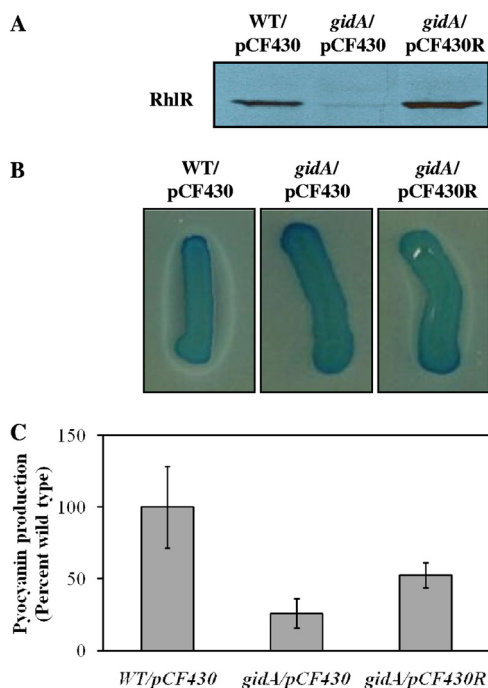 A
WT/ gidA/ gidA/
pCF430 pCF430 pCF430R
RhlR
B
WT/ gidA/ gidA/
pCF430 pCF430 pCF430R
C
Pyocyanin production
(Percent wild type)
150
100
50
0
WT/pCF430 gidA/pCF430 gidA/pCF430R